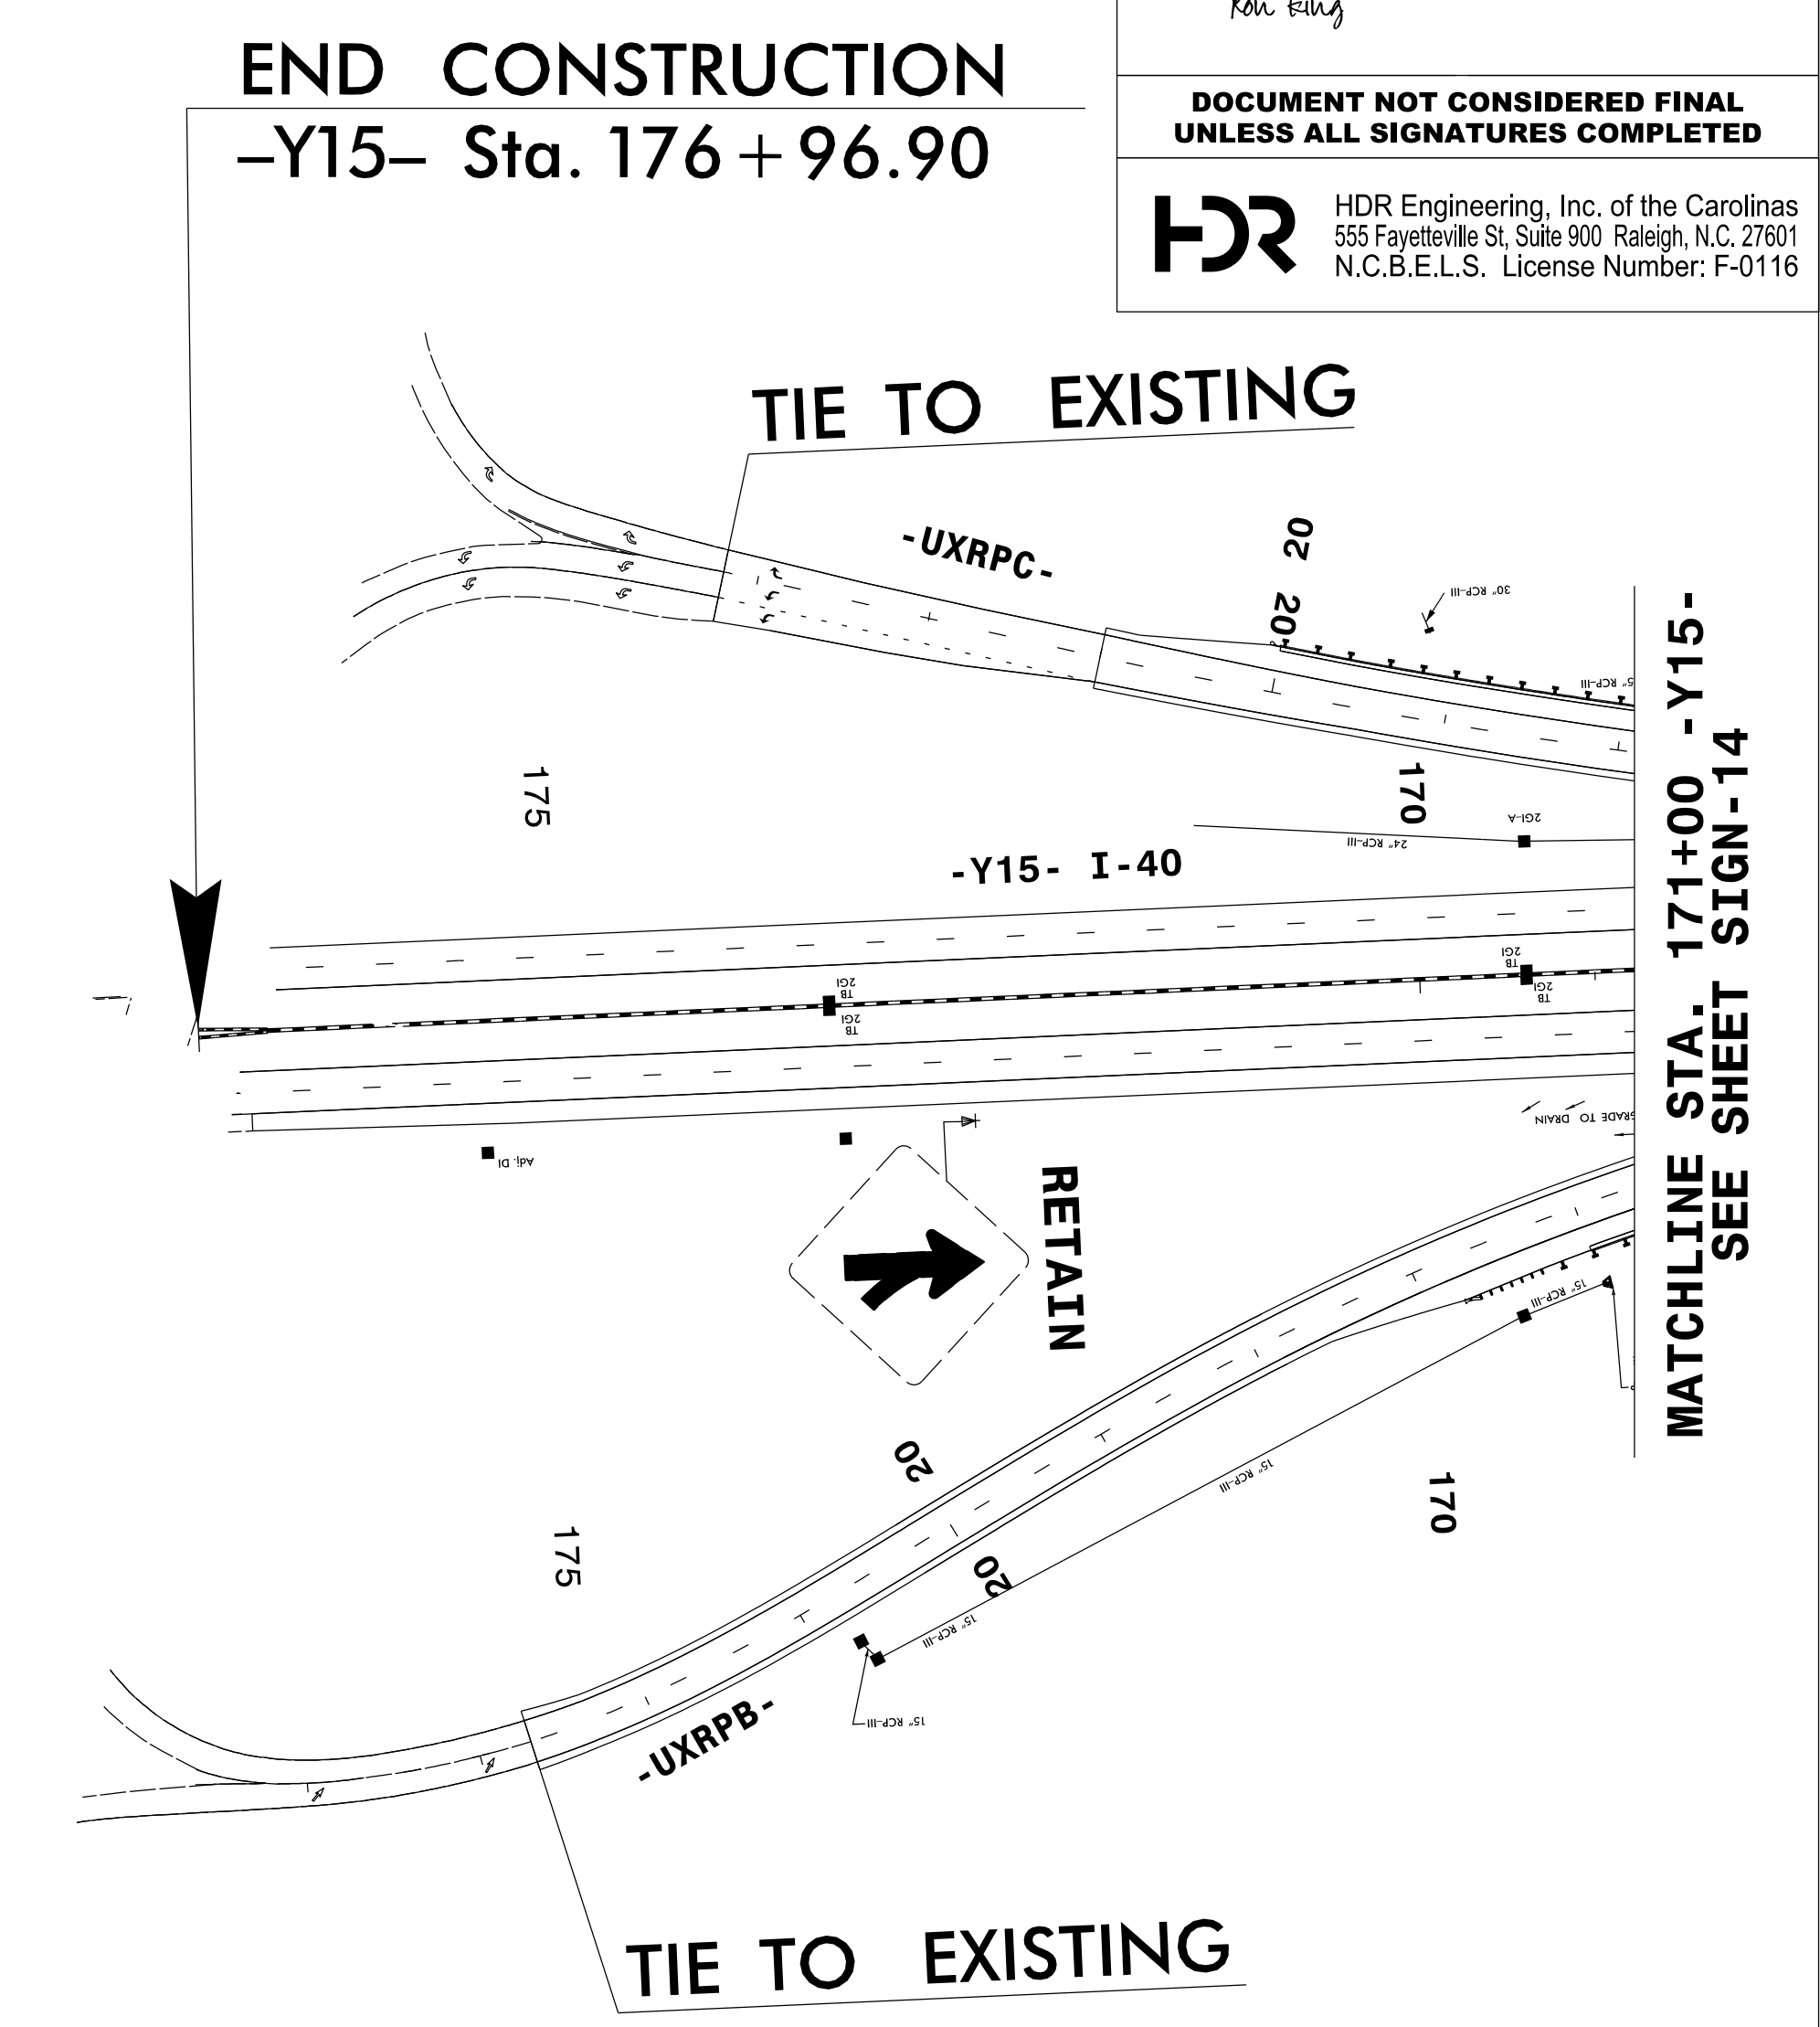 Ron King
END CONSTRUCTION
–Y15– Sta. 176+96.90
DOCUMENT NOT CONSIDERED FINAL
UNLESS ALL SIGNATURES COMPLETED
HDR
HDR Engineering, Inc. of the Carolinas
555 Fayetteville St, Suite 900 Raleigh, N.C. 27601
N.C.B.E.L.S. License Number: F-0116
TIE TO EXISTING
-UXRPC-
20
20
30" RCP-III
5" RCP-III
175
170
2GI-A
24" RCP-III
-Y15- I-40
2GI
TB
2GI
TB
2GI
TB
2GI
TB
GRADE TO DRAIN
Adj. DI
RETAIN
15" RCP-III
MATCHLINE STA. 171+00 -Y15-
SEE SHEET SIGN-14
20
15" RCP-III
170
175
20
15" RCP-III
15" RCP-III
-UXRPB-
TIE TO EXISTING